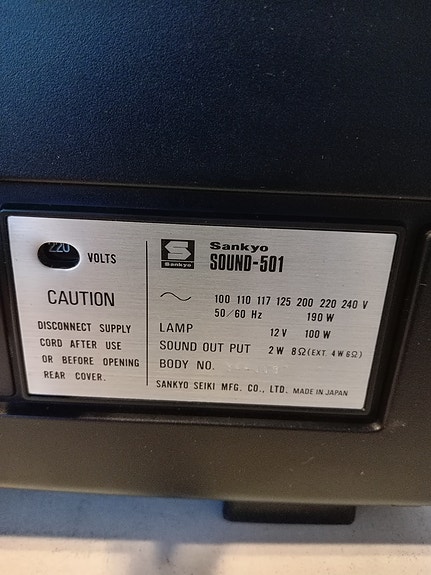 220 VOLTS
CAUTION
DISCONNECT SUPPLY
CORD AFTER USE
OR BEFORE OPENING
REAR COVER.
S
Sankyo
Sankyo
SOUND-501
100 110 117 125 200 220 240 V
50/60 Hz 190 W
LAMP 12 V 100 W
SOUND OUT PUT 2 W 8Ω (EXT. 4 W 6Ω)
BODY NO.
SANKYO SEIKI MFG. CO., LTD. MADE IN JAPAN